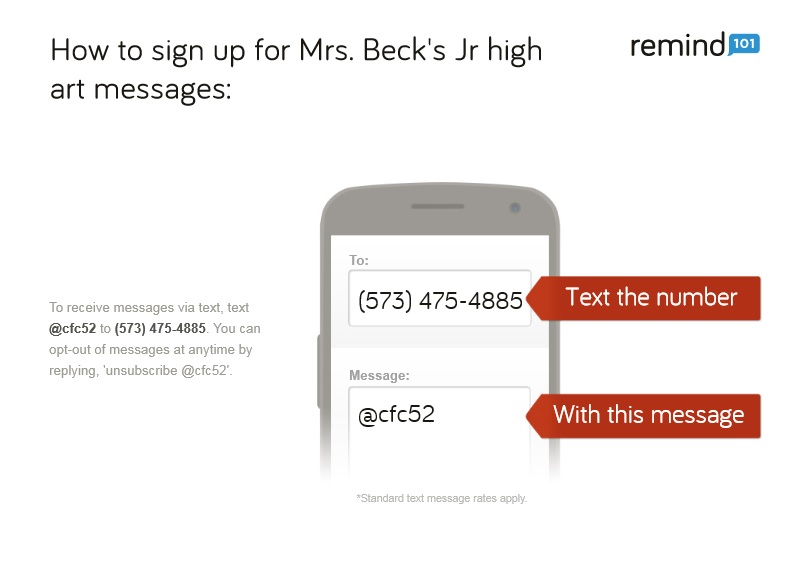 How to sign up for Mrs. Beck's Jr high
art messages:
remind101
To:
(573) 475-4885
Text the number
To receive messages via text, text
@cfc52 to (573) 475-4885. You can
opt-out of messages at anytime by
replying, 'unsubscribe @cfc52'.
Message:
@cfc52
With this message
*Standard text message rates apply.